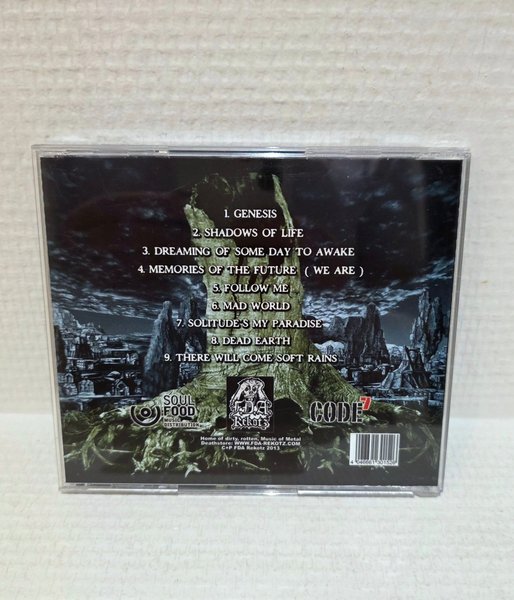 1. GENESIS
2. SHADOWS OF LIFE
3. DREAMING OF SOME DAY TO AWAKE
4. MEMORIES OF THE FUTURE ( WE ARE )
5. FOLLOW ME
6. MAD WORLD
7. SOLITUDE'S MY PARADISE
8. DEAD EARTH
9. THERE WILL COME SOFT RAINS
SOUL
FOOD
MUSIC
DISTRIBUTION
F.D.A.
Rekotz
CODE 7
Home of dirty, rotten, Music of Metal
Deathstore: WWW.FDA-REKOTZ.COM
C+P FDA Rekotz 2013